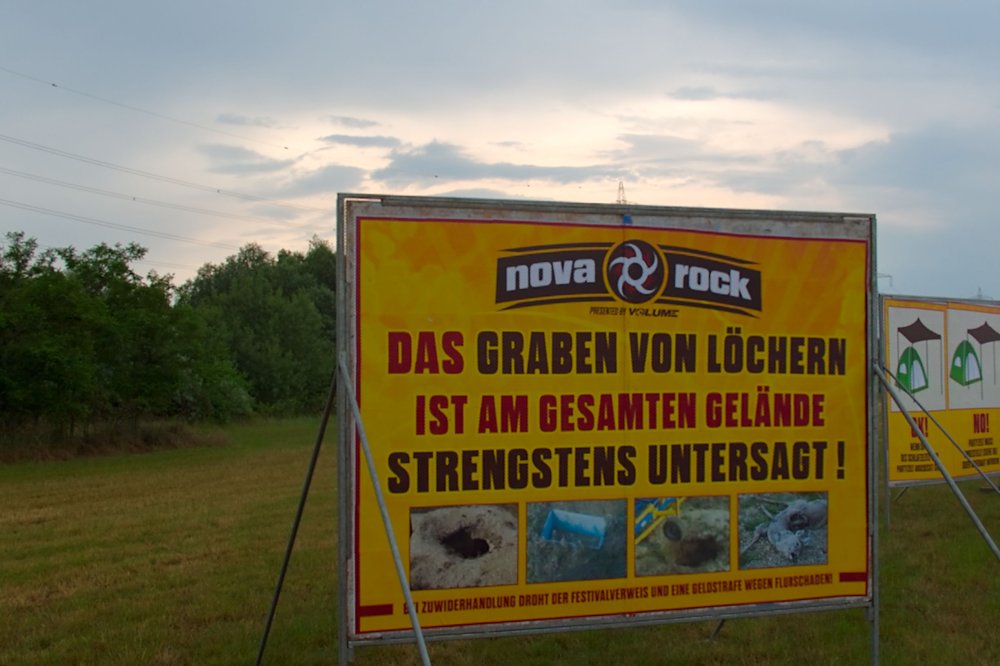 nova rock
PRESENTED BY VOLUME
DAS GRABEN VON LÖCHERN
IST AM GESAMTEN GELÄNDE
STRENGSTENS UNTERSAGT!
BEI ZUWIDERHANDLUNG DROHT DER FESTIVALVERWEIS UND EINE GELDSTRAFE WEGEN FLURSCHADEN!
OK!
NO!